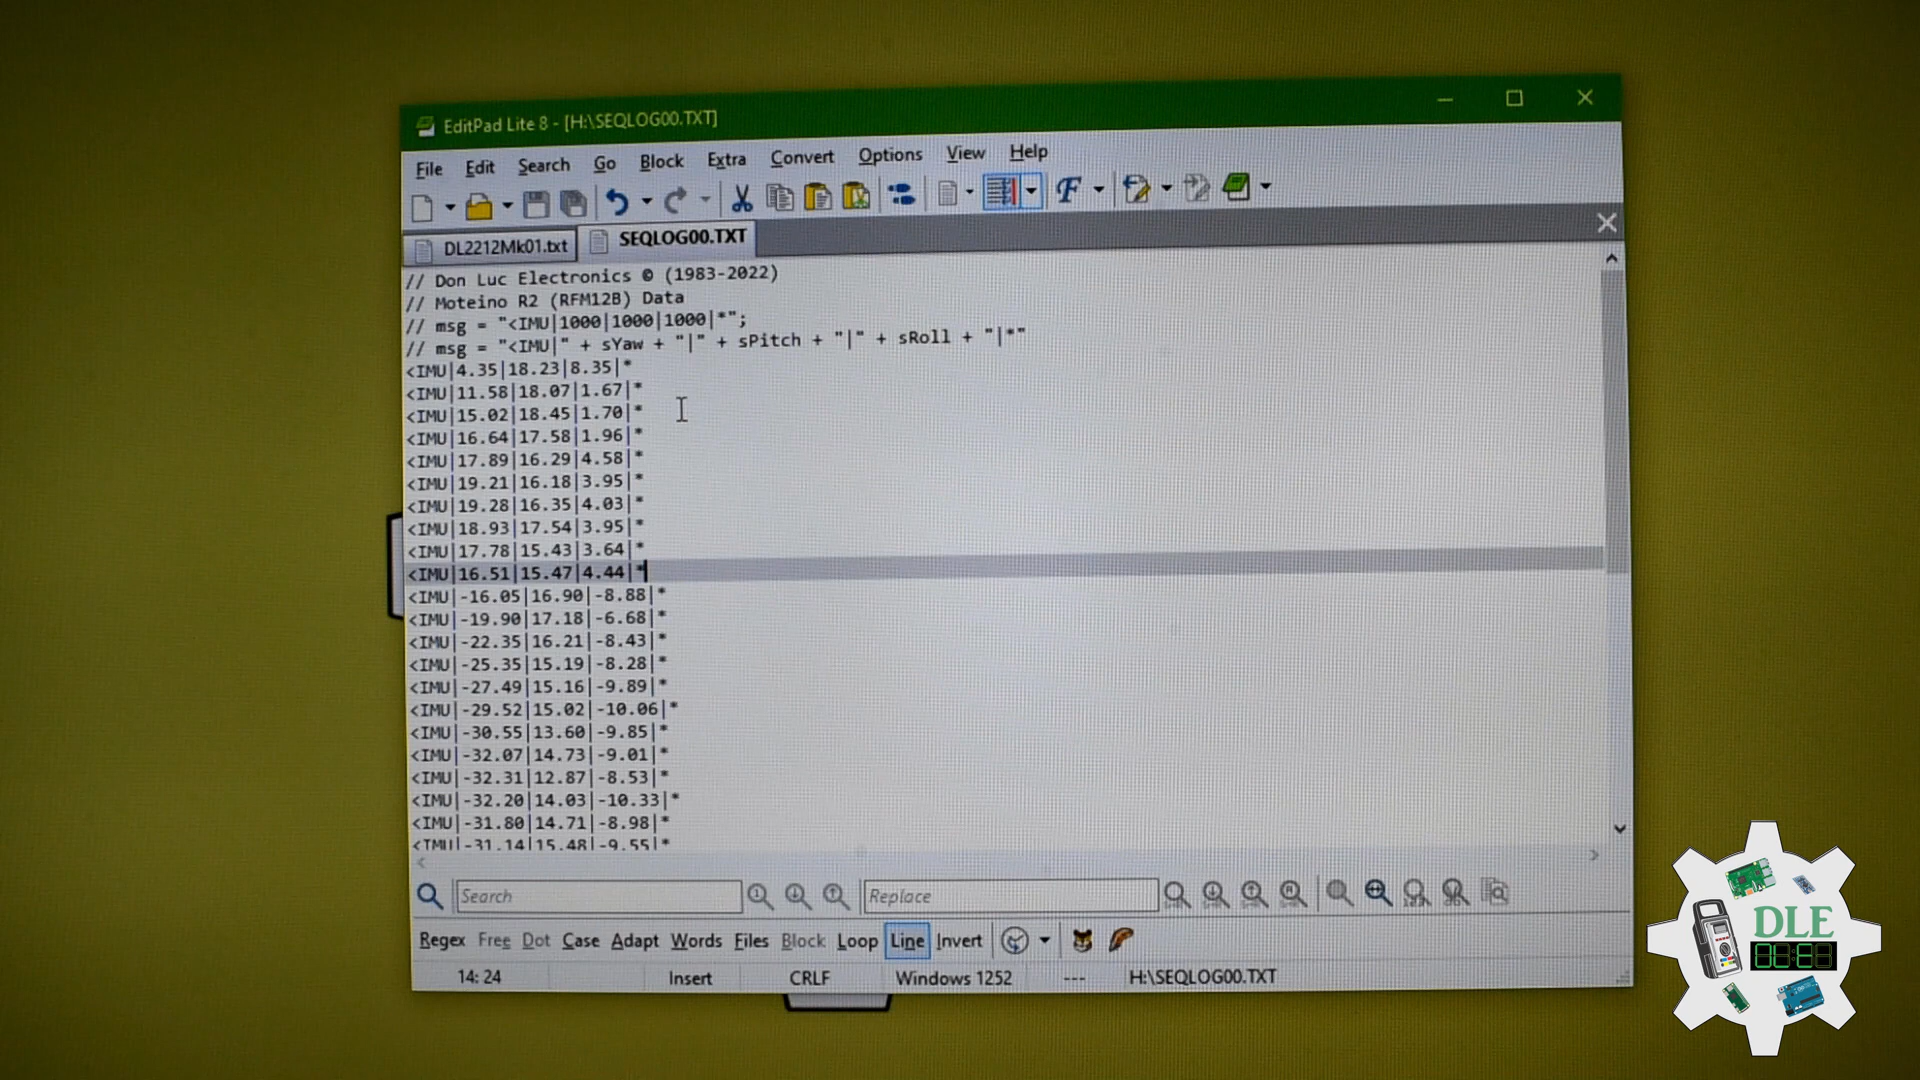 EditPad Lite 8 - [H:\SEQLOG00.TXT]
File Edit Search Go Block Extra Convert Options View Help
DL2212Mk01.txt SEQLOG00.TXT
// Don Luc Electronics © (1983-2022)
// Moteino R2 (RFM12B) Data
// msg = "<IMU|1000|1000|1000|*";
// msg = "<IMU|" + sYaw + "|" + sPitch + "|" + sRoll + "|*"
<IMU|4.35|18.23|8.35|*
<IMU|11.58|18.07|1.67|*
<IMU|15.02|18.45|1.70|*
<IMU|16.64|17.58|1.96|*
<IMU|17.89|16.29|4.58|*
<IMU|19.21|16.18|3.95|*
<IMU|19.28|16.35|4.03|*
<IMU|18.93|17.54|3.95|*
<IMU|17.78|15.43|3.64|*
<IMU|16.51|15.47|4.44|*
<IMU|-16.05|16.90|-8.88|*
<IMU|-19.90|17.18|-6.68|*
<IMU|-22.35|16.21|-8.43|*
<IMU|-25.35|15.19|-8.28|*
<IMU|-27.49|15.16|-9.89|*
<IMU|-29.52|15.02|-10.06|*
<IMU|-30.55|13.60|-9.85|*
<IMU|-32.07|14.73|-9.01|*
<IMU|-32.31|12.87|-8.53|*
<IMU|-32.20|14.03|-10.33|*
<IMU|-31.80|14.71|-8.98|*
<IMU|-31.14|15.48|-9.55|*
Search Replace
Regex Free Dot Case Adapt Words Files Block Loop Line Invert
14: 24 Insert CRLF Windows 1252 --- H:\SEQLOG00.TXT
DLE